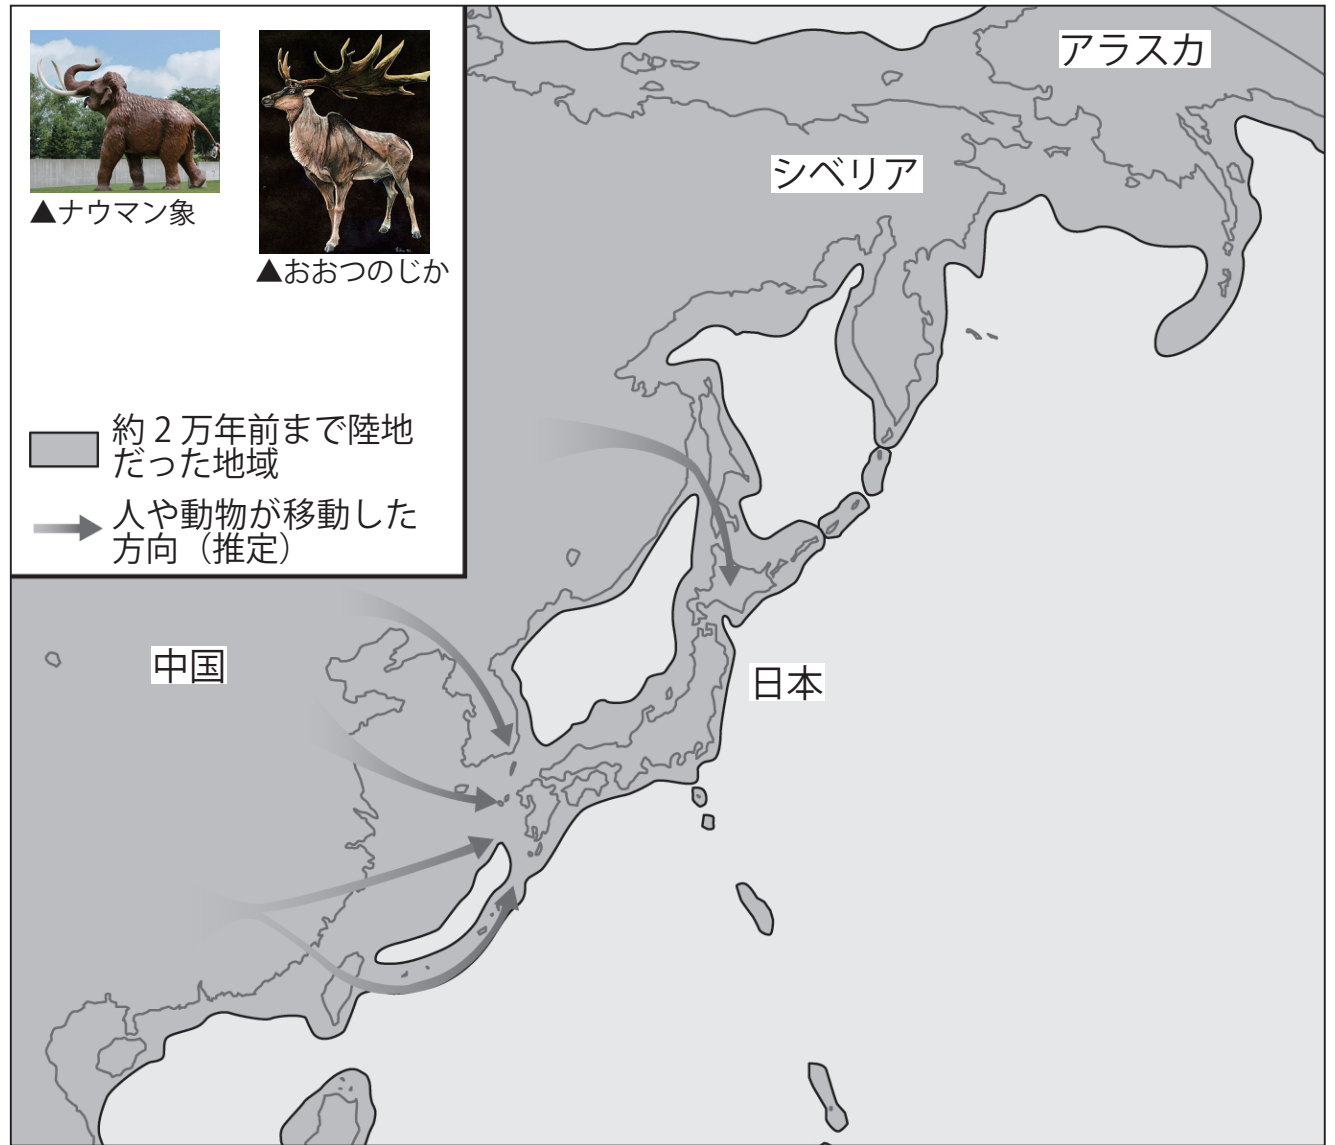 ▲ナウマン象
▲おおつのじか
約2万年前まで陸地
だった地域
人や動物が移動した
方向（推定）
アラスカ
シベリア
中国
日本